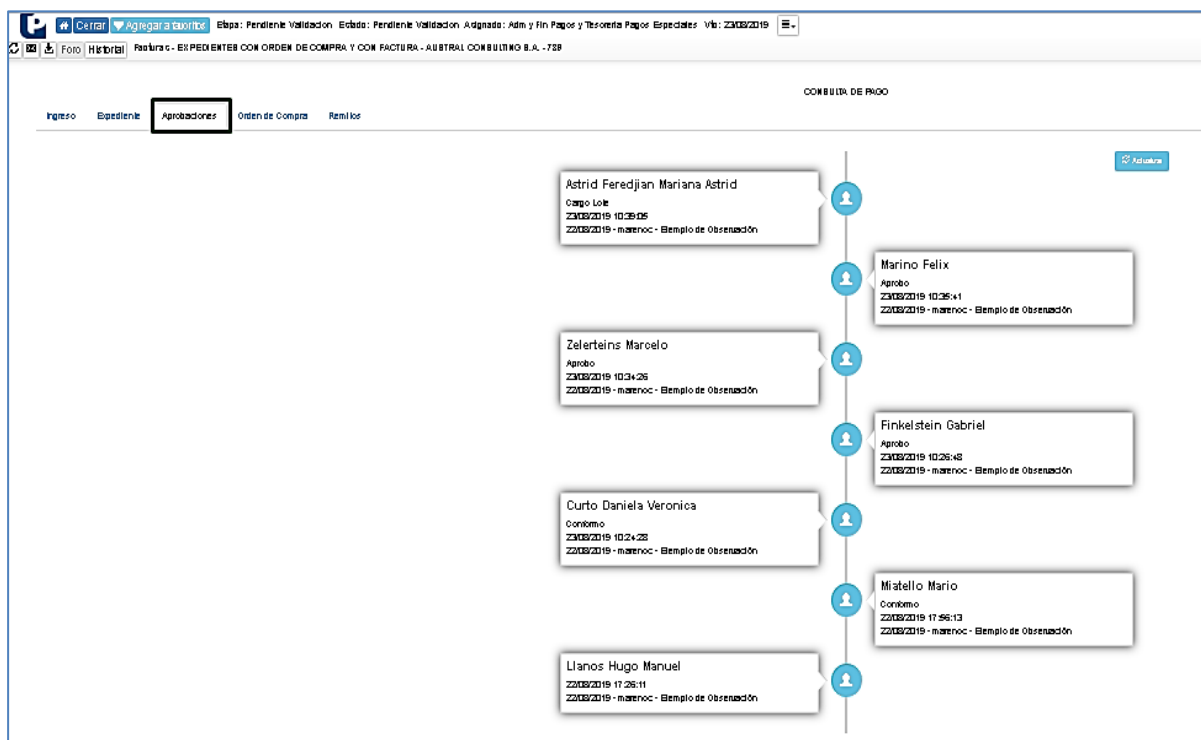 Cerrar Agregar a favoritos Etapa: Pendiente Validacion Estado: Pendiente Validacion Asignado: Adm y Fin Pagos y Tesoreria Pagos Especiales Vto: 23/08/2019
Foro Historial Facturas - EXPEDIENTES CON ORDEN DE COMPRA Y CON FACTURA - AUSTRAL CONSULTING S.A. - 789
CONSULTA DE PAGO
Ingreso Expediente Aprobaciones Orden de Compra Remitos
Actualizar
Astrid Feredjian Mariana Astrid
Cargo Lote
23/08/2019 10:39:05
22/08/2019 - marenoc - Ejemplo de Observación
Marino Felix
Aprobo
23/08/2019 10:35:41
22/08/2019 - marenoc - Ejemplo de Observación
Zelerteins Marcelo
Aprobo
23/08/2019 10:34:26
22/08/2019 - marenoc - Ejemplo de Observación
Finkelstein Gabriel
Aprobo
23/08/2019 10:26:48
22/08/2019 - marenoc - Ejemplo de Observación
Curto Daniela Veronica
Conformo
23/08/2019 10:24:28
22/08/2019 - marenoc - Ejemplo de Observación
Miatello Mario
Conformo
22/08/2019 17:56:13
22/08/2019 - marenoc - Ejemplo de Observación
Llanos Hugo Manuel
22/08/2019 17:26:11
22/08/2019 - marenoc - Ejemplo de Observación